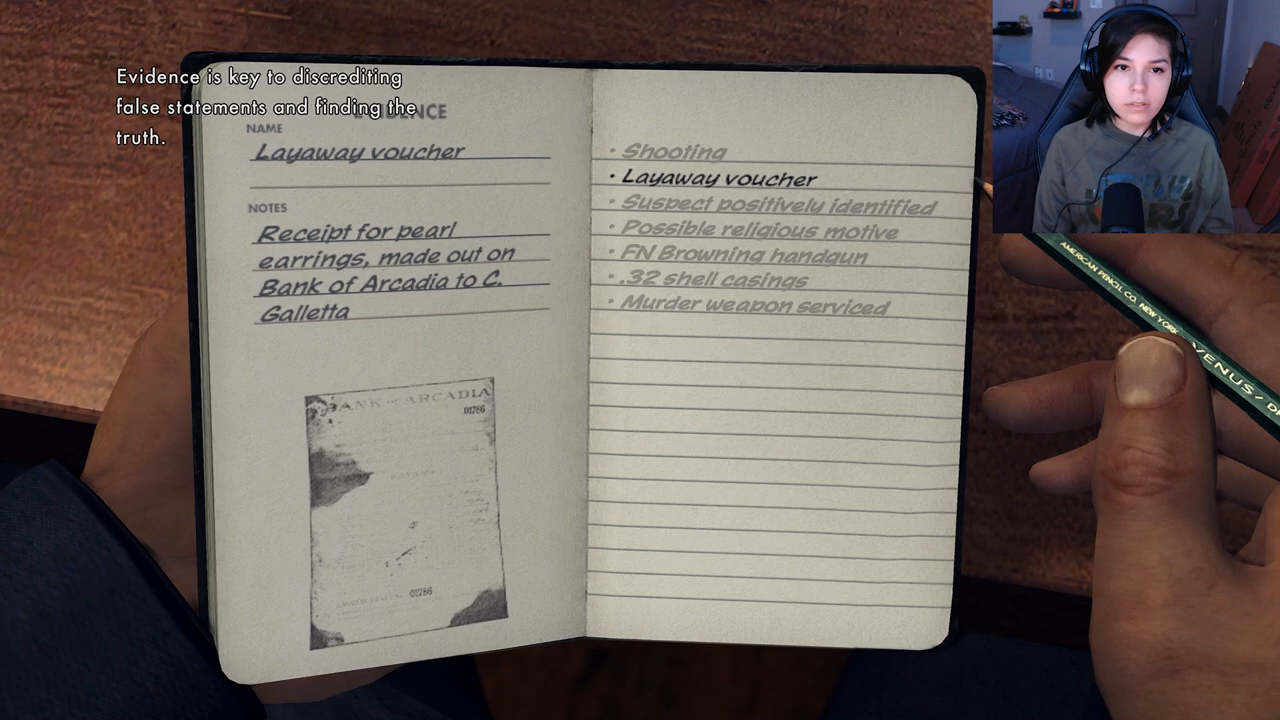 Evidence is key to discrediting
false statements and finding the
truth.
EVIDENCE
NAME
Layaway voucher
NOTES
Receipt for pearl
earrings, made out on
Bank of Arcadia to C.
Galletta
BANK OF ARCADIA
01786
01786
• Shooting
• Layaway voucher
• Suspect positively identified
• Possible religious motive
• FN Browning handgun
• .32 shell casings
• Murder weapon serviced
AMERICAN PENCIL CO. NEW YORK
VENUS